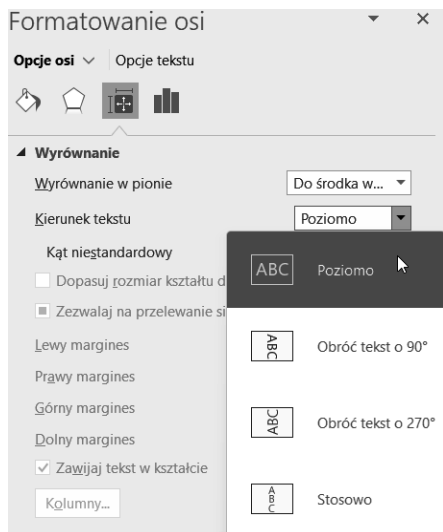 Formatowanie osi
Opcje osi Opcje tekstu
Wyrównanie
Wyrównanie w pionie Do środka w...
Kierunek tekstu Poziomo
Kąt niestandardowy
ABC Poziomo
Dopasuj rozmiar kształtu d
Zezwalaj na przelewanie si
ABC Obróć tekst o 90°
Lewy margines
Prawy margines
Górny margines
ABC Obróć tekst o 270°
Dolny margines
Zawijaj tekst w kształcie
Kolumny...
ABC Stosowo